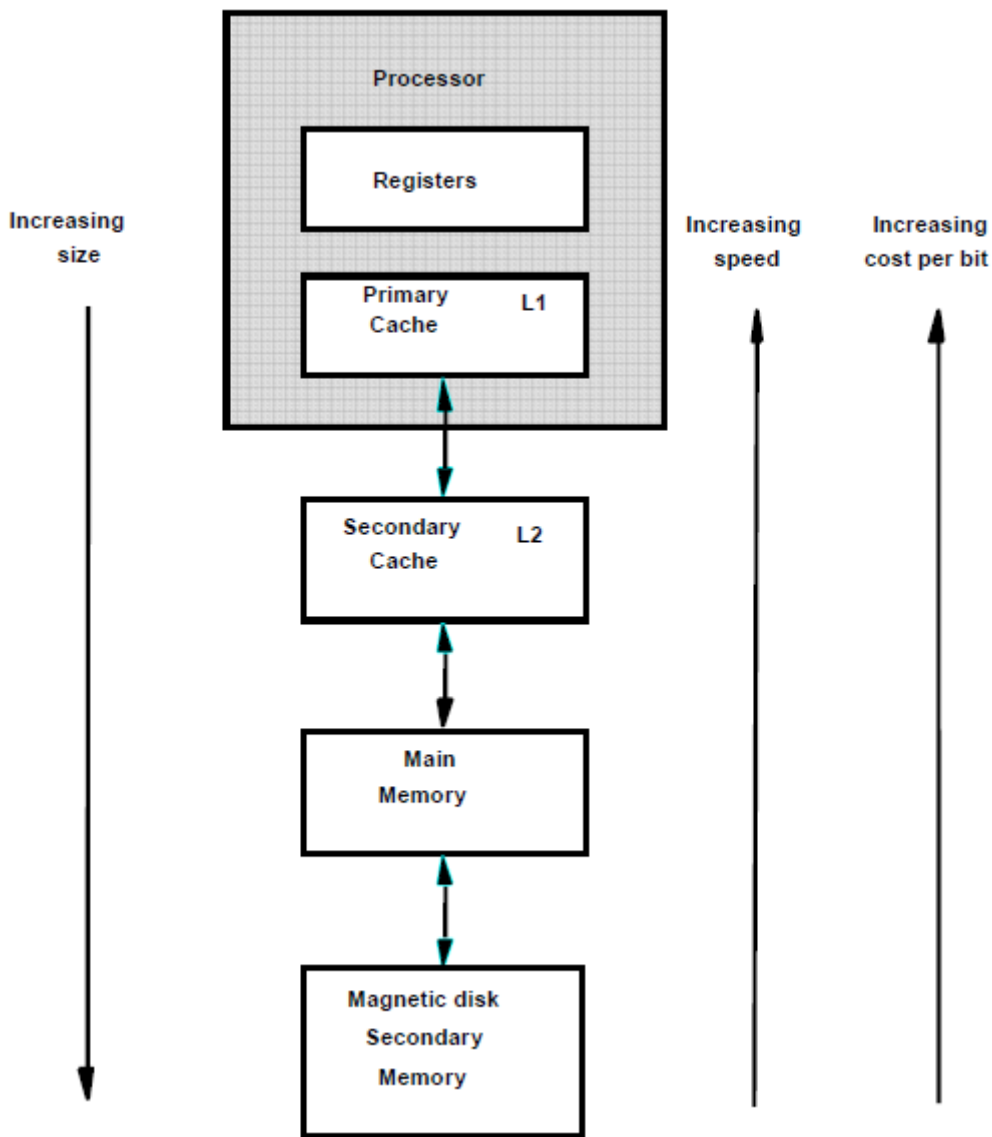 Processor
Registers
Increasing
size
Increasing
speed
Increasing
cost per bit
Primary L1
Cache
Secondary L2
Cache
Main
Memory
Magnetic disk
Secondary
Memory